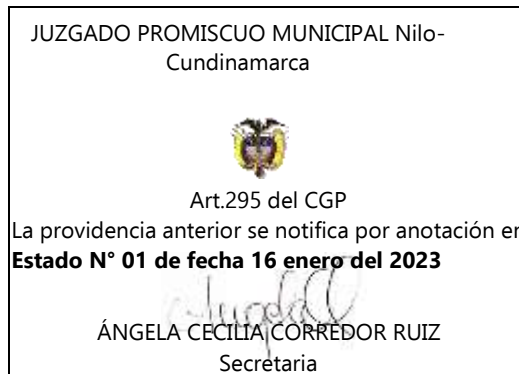 JUZGADO PROMISCUO MUNICIPAL Nilo-
Cundinamarca
Art.295 del CGP
La providencia anterior se notifica por anotación en
Estado N° 01 de fecha 16 enero del 2023
ÁNGELA CECILIA CORREDOR RUIZ
Secretaria